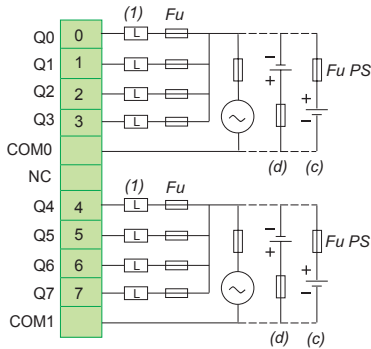 (1) Fu
Q0 0 L
Q1 1 L
Q2 2 L
Q3 3 L
COM0
NC
− + + −
Fu PS
(d) (c)
(1) Fu
Q4 4 L
Q5 5 L
Q6 6 L
Q7 7 L
COM1
− + + −
Fu PS
(d) (c)